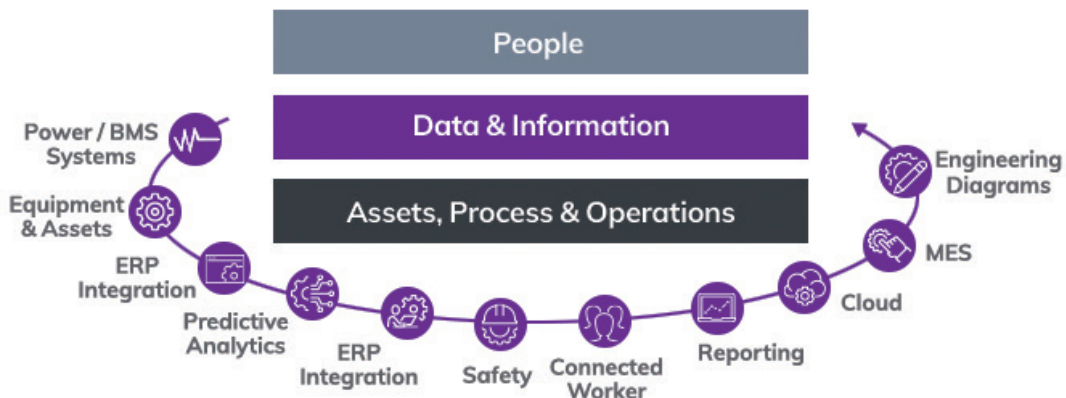 People
Data & Information
Assets, Process & Operations
Power / BMS
Systems
Equipment
& Assets
ERP
Integration
Predictive
Analytics
ERP
Integration
Safety
Connected
Worker
Reporting
Cloud
MES
Engineering
Diagrams